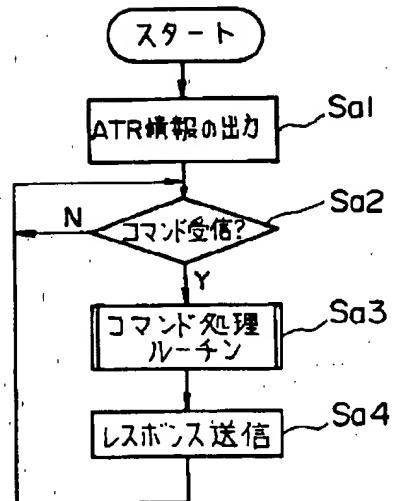 スタート
ATR情報の出力
Sa1
コマンド受信?
Sa2
N
Y
コマンド処理
ルーチン
Sa3
レスポンス送信
Sa4